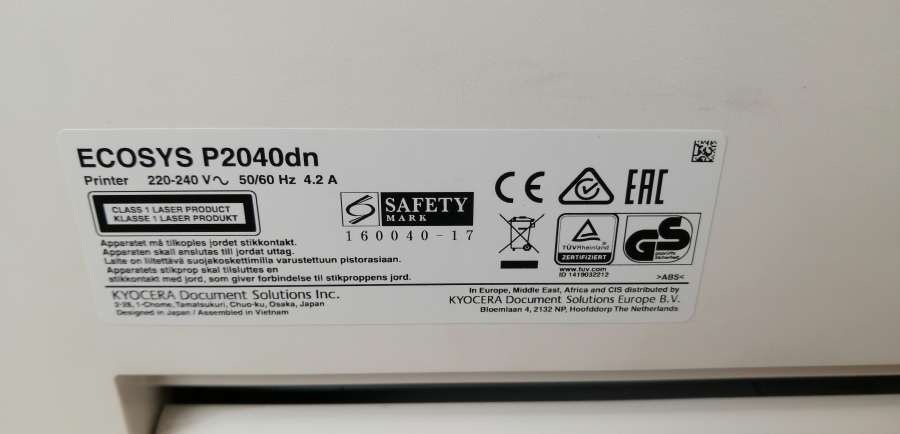 ECOSYS P2040dn
Printer 220-240 V∿ 50/60 Hz 4.2 A
CLASS 1 LASER PRODUCT
KLASSE 1 LASER PRODUKT
SAFETY
MARK
160040-17
CE
EAC
TÜVRheinland
ZERTIFIZIERT
GS
geprüfte
Sicherheit
www.tuv.com
ID 1419032212
>ABS<
Apparatet må tilkoples jordet stikkontakt.
Apparaten skall anslutas till jordat uttag.
Laite on liitettävä suojakoskettimilla varustettuun pistorasiaan.
Apparatets stikprop skal tilsluttes en
stikkontakt med jord, som giver forbindelse til stikproppens jord.
KYOCERA Document Solutions Inc.
2-28, 1-Chome, Tamatsukuri, Chuo-ku, Osaka, Japan
Designed in Japan / Assembled in Vietnam
In Europe, Middle East, Africa and CIS distributed by
KYOCERA Document Solutions Europe B.V.
Bloemlaan 4, 2132 NP, Hoofddorp The Netherlands